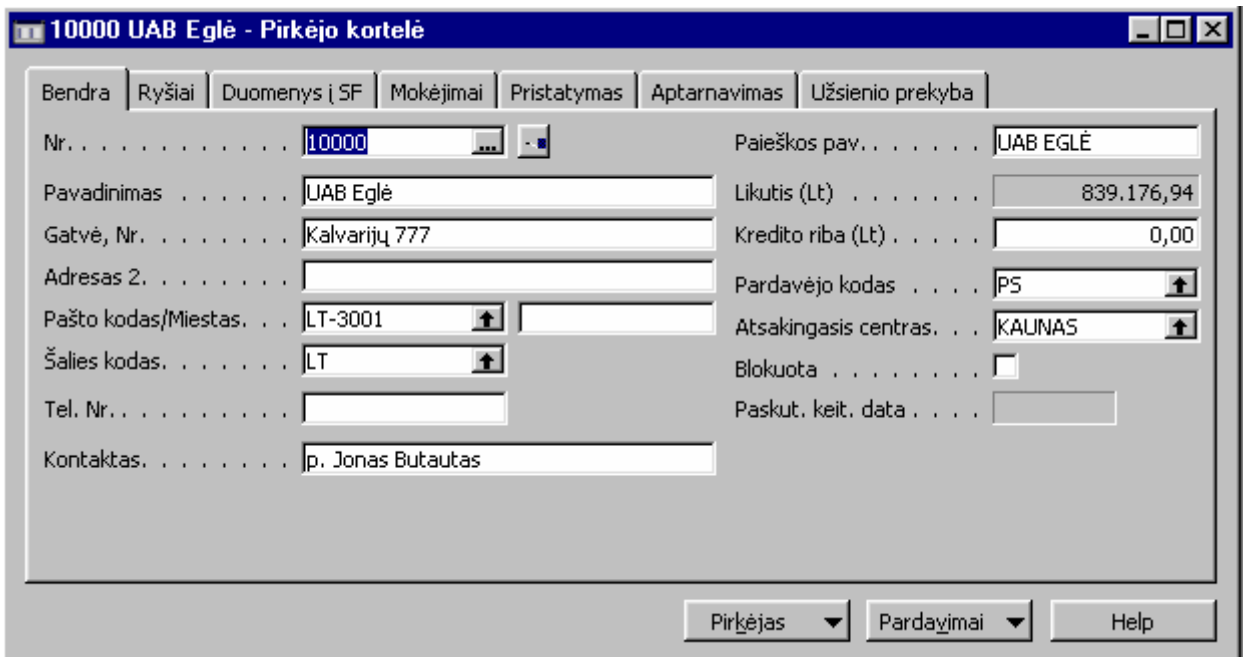 10000 UAB Eglė - Pirkėjo kortelė
Bendra Ryšiai Duomenys į SF Mokėjimai Pristatymas Aptarnavimas Užsienio prekyba
Nr. . . . . . . . . . . . 10000 ... Paieškos pav. . . . . . . UAB EGLĖ
Pavadinimas . . . . . . UAB Eglė Likutis (Lt) . . . . . . . 839.176,94
Gatvė, Nr. . . . . . . . Kalvarijų 777 Kredito riba (Lt) . . . . . 0,00
Adresas 2. . . . . . . . Pardavėjo kodas . . . . PS
Pašto kodas/Miestas. . . LT-3001 Atsakingasis centras. . . KAUNAS
Šalies kodas. . . . . . . LT Blokuota . . . . . . . .
Tel. Nr. . . . . . . . . . Paskut. keit. data . . . .
Kontaktas. . . . . . . . p. Jonas Butautas
Pirkėjas Pardavimai Help